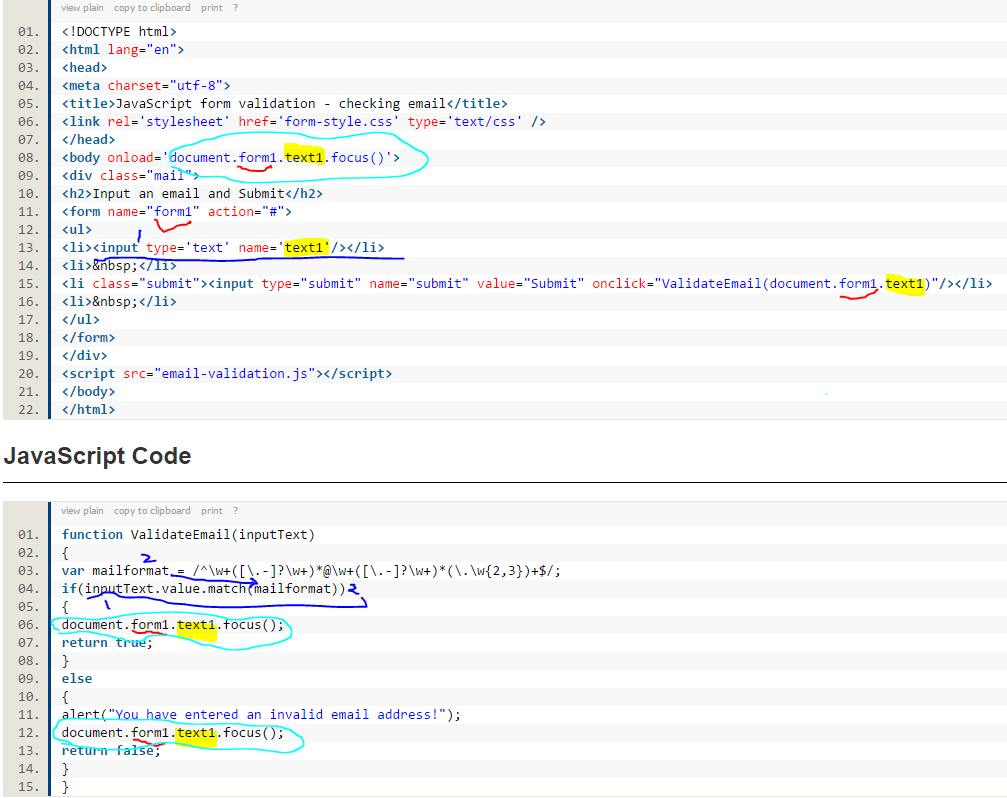 view plain copy to clipboard print ?
01. <!DOCTYPE html>
02. <html lang="en">
03. <head>
04. <meta charset="utf-8">
05. <title>JavaScript form validation - checking email</title>
06. <link rel='stylesheet' href='form-style.css' type='text/css' />
07. </head>
08. <body onload='document.form1.text1.focus()'>
09. <div class="mail">
10. <h2>Input an email and Submit</h2>
11. <form name="form1" action="#">
12. <ul>
1
13. <li><input type='text' name='text1'/></li>
14. <li>&nbsp;</li>
15. <li class="submit"><input type="submit" name="submit" value="Submit" onclick="ValidateEmail(document.form1.text1)"/></li>
16. <li>&nbsp;</li>
17. </ul>
18. </form>
19. </div>
20. <script src="email-validation.js"></script>
21. </body>
22. </html>
JavaScript Code
view plain copy to clipboard print ?
01. function ValidateEmail(inputText)
02. {
2
03. var mailformat = /^\w+([\.-]?\w+)*@\w+([\.-]?\w+)*(\.\w{2,3})+$/;
04. if(inputText.value.match(mailformat)) 2
1
05. {
06. document.form1.text1.focus();
07. return true;
08. }
09. else
10. {
11. alert("You have entered an invalid email address!");
12. document.form1.text1.focus();
13. return false;
14. }
15. }